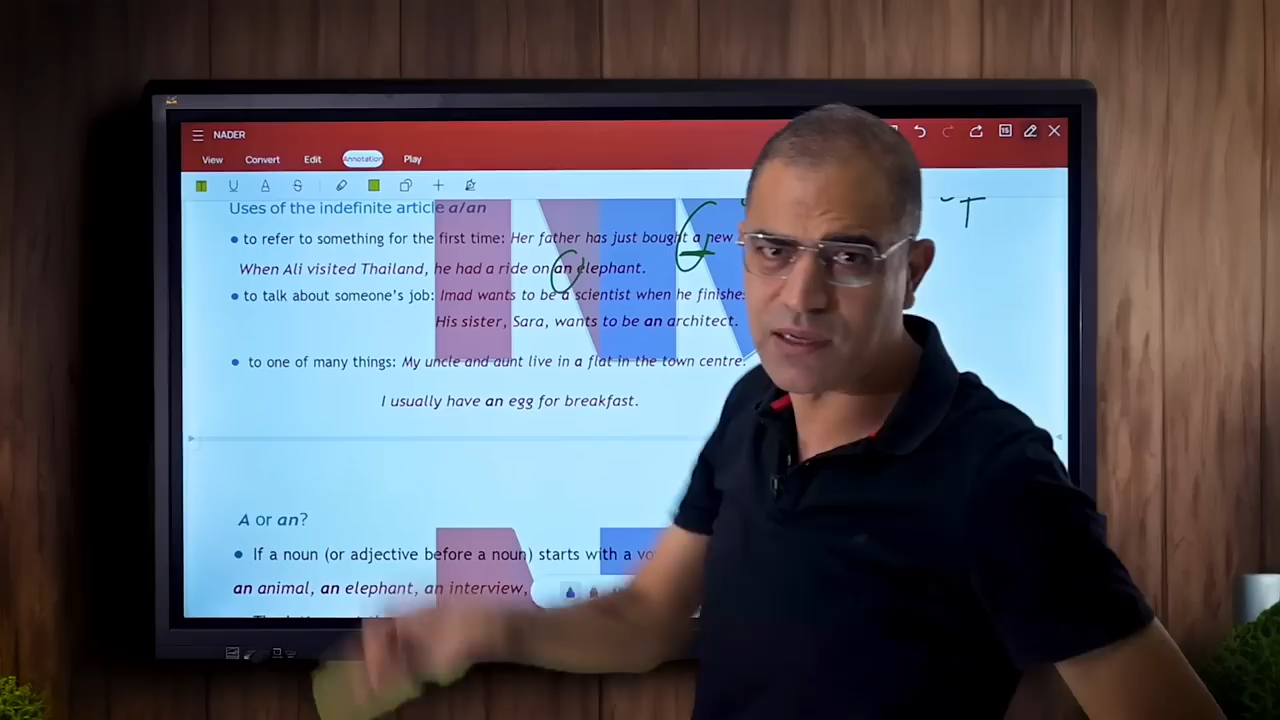 NADER
15
View Convert Edit Annotation Play
T U A S
Uses of the indefinite article a/an
T
• to refer to something for the first time: Her father has just bought a new
When Ali visited Thailand, he had a ride on an elephant.
• to talk about someone's job: Imad wants to be a scientist when he finishe
His sister, Sara, wants to be an architect.
• to one of many things: My uncle and aunt live in a flat in the town centre.
I usually have an egg for breakfast.
A or an?
• If a noun (or adjective before a noun) starts with a vo
an animal, an elephant, an interview,